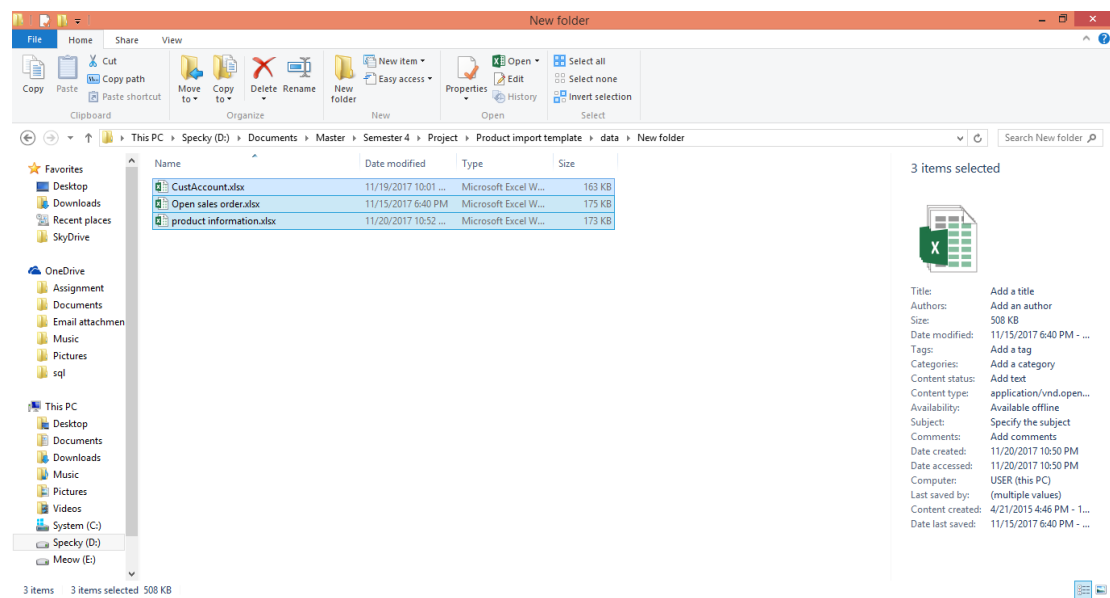 New folder
File Home Share View
Copy
Paste
Cut
Copy path
Paste shortcut
Clipboard
Move to
Copy to
Delete
Rename
Organize
New folder
New item
Easy access
New
Properties
Open
Edit
History
Open
Select all
Select none
Invert selection
Select
This PC Specky (D:) Documents Master Semester 4 Project Product import template data New folder
Search New folder
Favorites
Desktop
Downloads
Recent places
SkyDrive
OneDrive
Assignment
Documents
Email attachmen
Music
Pictures
sql
This PC
Desktop
Documents
Downloads
Music
Pictures
Videos
System (C:)
Specky (D:)
Meow (E:)
Name Date modified Type Size
CustAccount.xlsx 11/19/2017 10:01 ... Microsoft Excel W... 163 KB
Open sales order.xlsx 11/15/2017 6:40 PM Microsoft Excel W... 175 KB
product information.xlsx 11/20/2017 10:52 ... Microsoft Excel W... 173 KB
3 items selected
Title: Add a title
Authors: Add an author
Size: 508 KB
Date modified: 11/15/2017 6:40 PM - ...
Tags: Add a tag
Categories: Add a category
Content status: Add text
Content type: application/vnd.open...
Availability: Available offline
Subject: Specify the subject
Comments: Add comments
Date created: 11/20/2017 10:50 PM
Date accessed: 11/20/2017 10:50 PM
Computer: USER (this PC)
Last saved by: (multiple values)
Content created: 4/21/2015 4:46 PM - 1...
Date last saved: 11/15/2017 6:40 PM - ...
3 items 3 items selected 508 KB